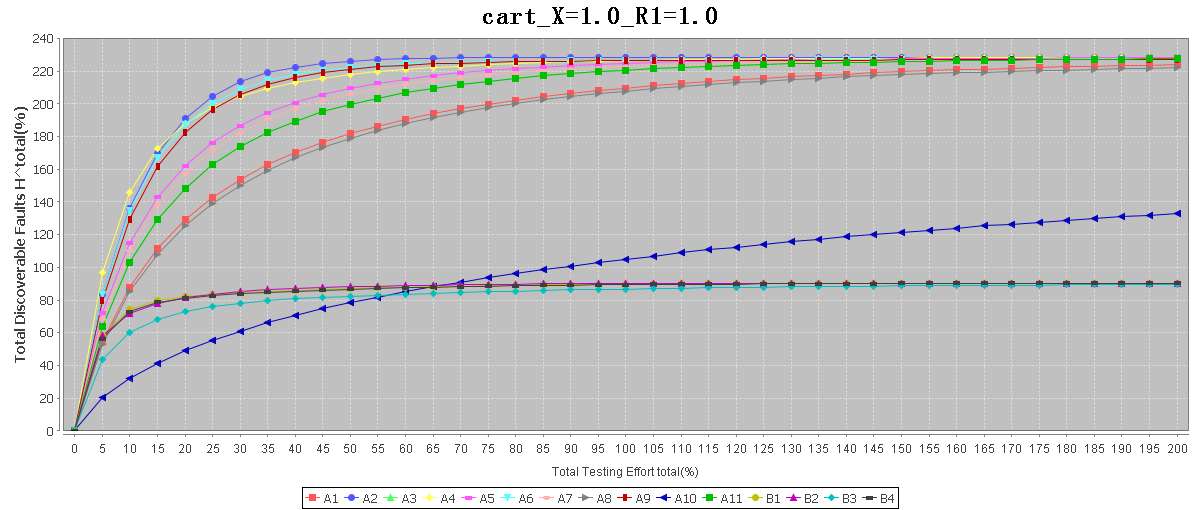 cart_X=1.0_R1=1.0
Total Discoverable Faults H^total(%)
240
220
200
180
160
140
120
100
80
60
40
20
0
0 5 10 15 20 25 30 35 40 45 50 55 60 65 70 75 80 85 90 95 100 105 110 115 120 125 130 135 140 145 150 155 160 165 170 175 180 185 190 195 200
Total Testing Effort total(%)
A1 A2 A3 A4 A5 A6 A7 A8 A9 A10 A11 B1 B2 B3 B4